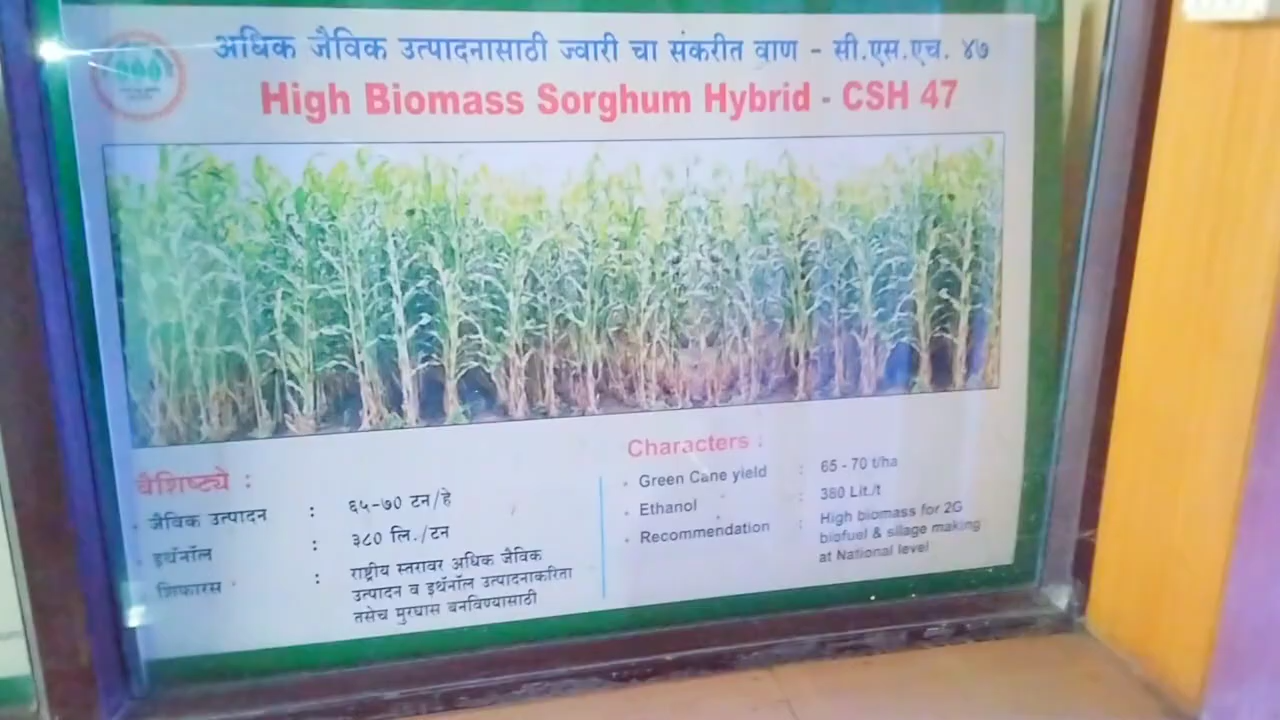 अधिक जैविक उत्पादनासाठी ज्वारी चा संकरीत वाण - सी.एस.एच. ४७
High Biomass Sorghum Hybrid - CSH 47
वैशिष्ट्ये :
जैविक उत्पादन : ६५-७० टन/हे
इथॅनॉल : ३८० लि./टन
शिफारस : राष्ट्रीय स्तरावर अधिक जैविक
उत्पादन व इथॅनॉल उत्पादनाकरिता
तसेच मुरघास बनविण्यासाठी
Characters :
• Green Cane yield : 65 - 70 t/ha
• Ethanol : 380 Lit./t
• Recommendation : High biomass for 2G
biofuel & silage making
at National level